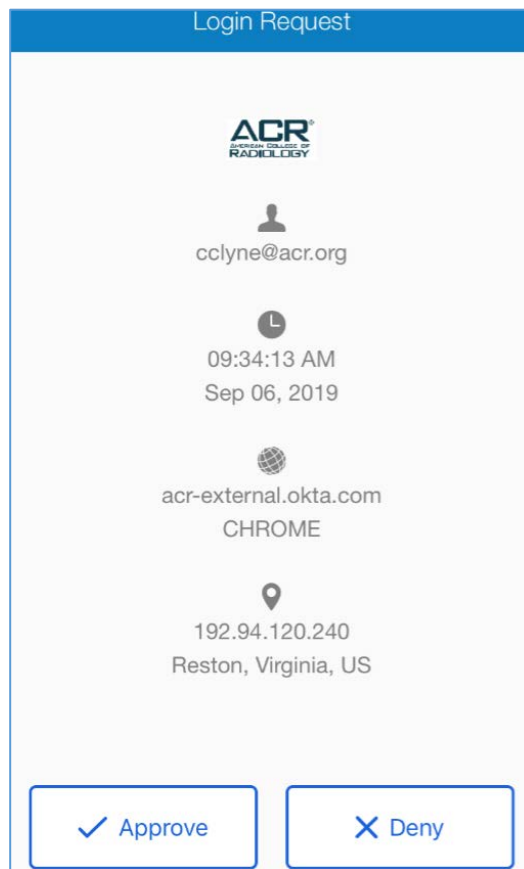 Login Request
ACR®
AMERICAN COLLEGE OF
RADIOLOGY
cclyne@acr.org
09:34:13 AM
Sep 06, 2019
acr-external.okta.com
CHROME
192.94.120.240
Reston, Virginia, US
Approve
Deny